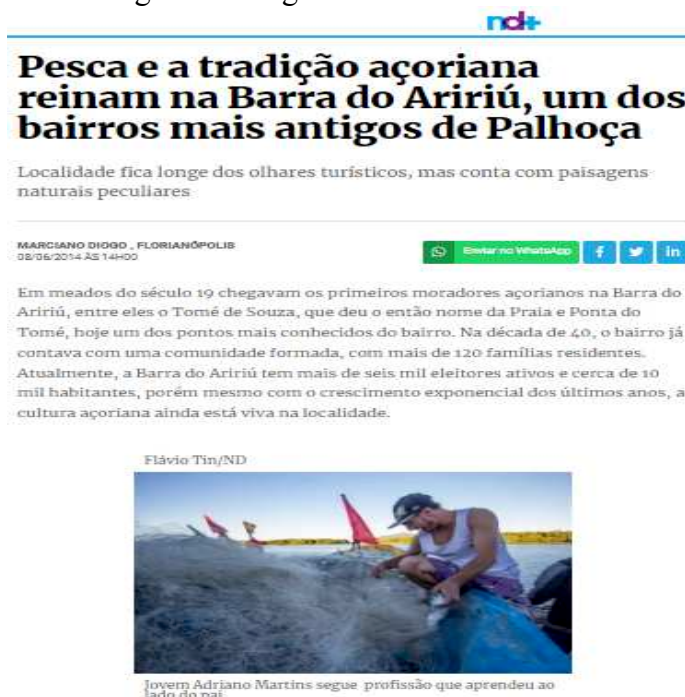 nd+
Pesca e a tradição açoriana
reinam na Barra do Aririú, um dos
bairros mais antigos de Palhoça
Localidade fica longe dos olhares turísticos, mas conta com paisagens
naturais peculiares
MARCIANO DIOGO , FLORIANÓPOLIS
08/06/2014 ÀS 14H00
Enviar no WhatsApp
Em meados do século 19 chegavam os primeiros moradores açorianos na Barra do
Aririú, entre eles o Tomé de Souza, que deu o então nome da Praia e Ponta do
Tomé, hoje um dos pontos mais conhecidos do bairro. Na década de 40, o bairro já
contava com uma comunidade formada, com mais de 120 famílias residentes.
Atualmente, a Barra do Aririú tem mais de seis mil eleitores ativos e cerca de 10
mil habitantes, porém mesmo com o crescimento exponencial dos últimos anos, a
cultura açoriana ainda está viva na localidade.
Flávio Tin/ND
Jovem Adriano Martins segue profissão que aprendeu ao
lado do pai